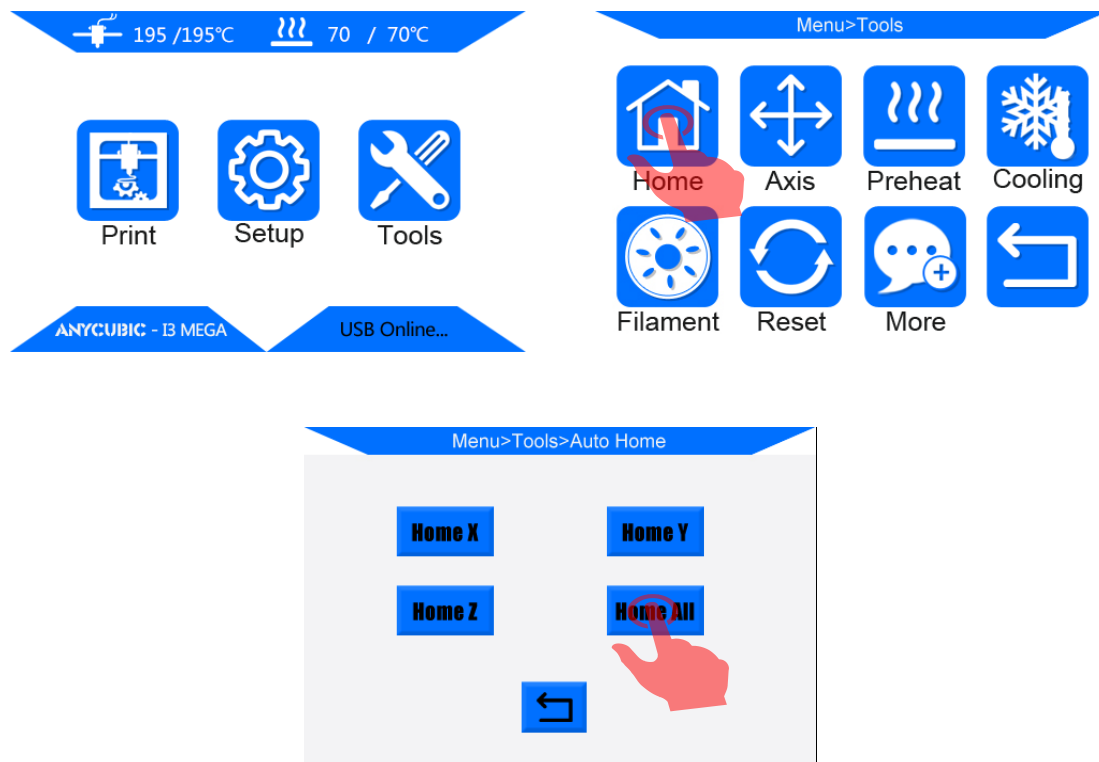 195 /195℃ 70 / 70℃
Print Setup Tools
ANYCUBIC - I3 MEGA USB Online...
Menu>Tools
Home Axis Preheat Cooling
Filament Reset More
Menu>Tools>Auto Home
Home X Home Y
Home Z Home All